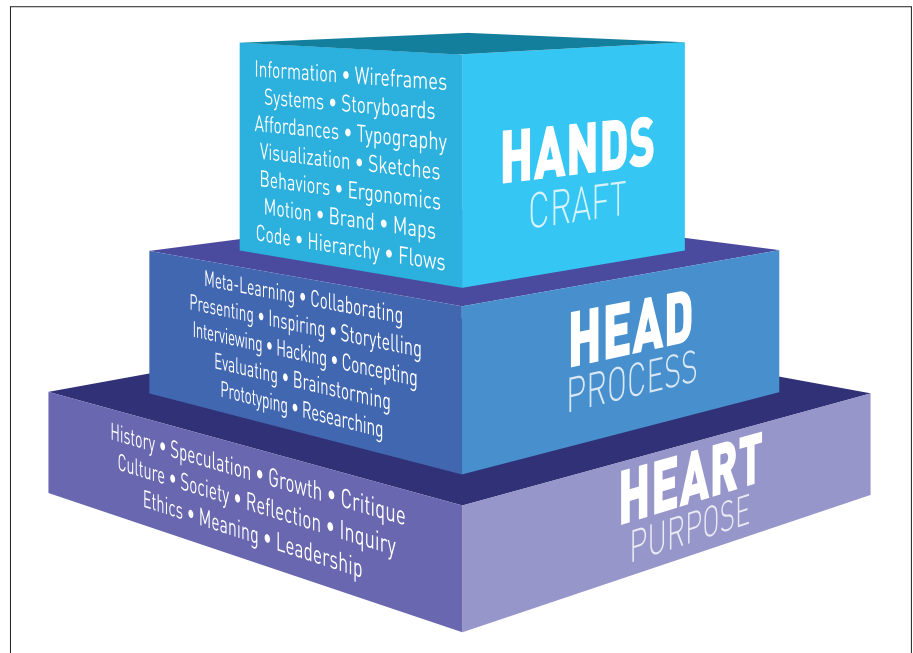 Information • Wireframes
Systems • Storyboards
Affordances • Typography
Visualization • Sketches
Behaviors • Ergonomics
Motion • Brand • Maps
Code • Hierarchy • Flows
HANDS
CRAFT
Meta-Learning • Collaborating
Presenting • Inspiring • Storytelling
Interviewing • Hacking • Concepting
Evaluating • Brainstorming
Prototyping • Researching
HEAD
PROCESS
History • Speculation • Growth • Critique
Culture • Society • Reflection • Inquiry
Ethics • Meaning • Leadership
HEART
PURPOSE